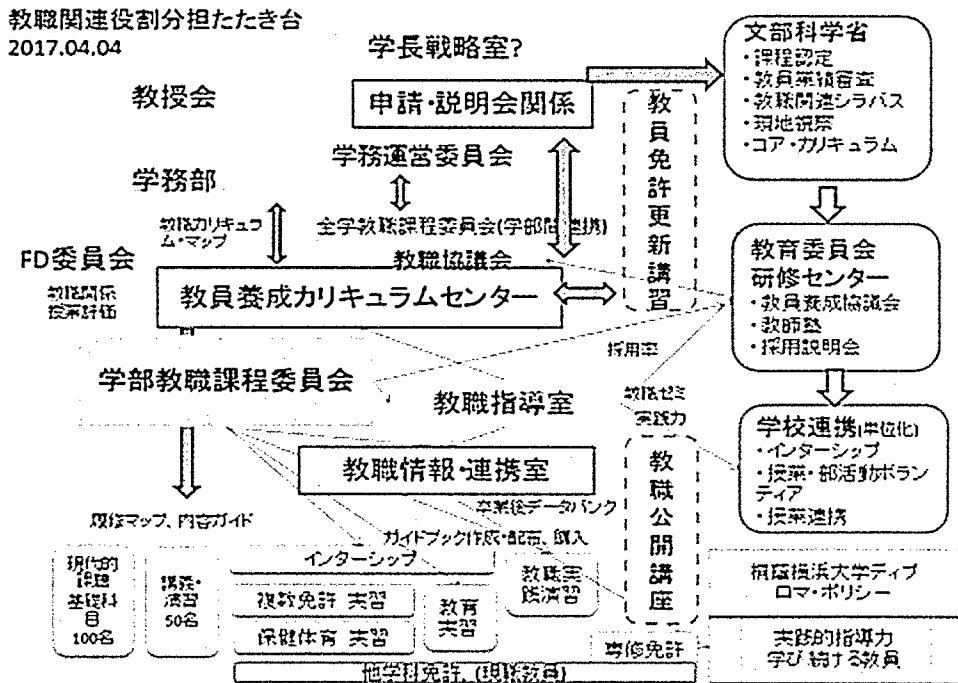 教職関連役割分担たたき台
2017.04.04
学長戦略室?
教授会
申請・説明会関係
学務運営委員会
学務部
教職カリキュラ
ム・マップ
全学教職課程委員会(学部間連携)
FD委員会
教職協議会
教職関係
授業評価
教員養成カリキュラムセンター
教員免許更新講習
文部科学省
・課程認定
・教員業績審査
・教職関連シラバス
・現地視察
・コア・カリキュラム
教育委員会
研修センター
・教員養成協議会
・教師塾
・採用説明会
採用率
学部教職課程委員会
教職指導室
教職ゼミ
実践力
学校連携(単位化)
・インターシップ
・授業・部活動ボラン
ティア
・授業連携
教職情報・連携室
教職公開講座
卒業後データバンク
履修マップ、内容ガイド
ガイドブック作成・配布、購入
現代的
課題
基礎科
目
100名
講義・
演習
50名
インターシップ
複数免許 実習
保健体育 実習
教育
実習
教職実
践演習
専修免許
他学科免許、(現職教員)
桐蔭横浜大学ディプ
ロマ・ポリシー
実践的指導力
学び続ける教員